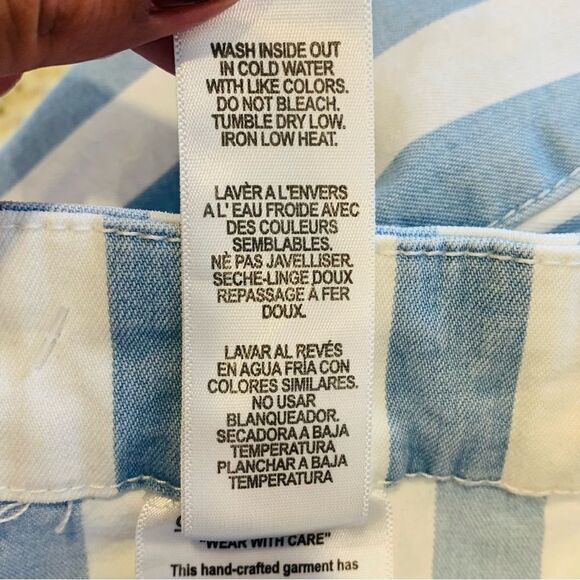 WASH INSIDE OUT
IN COLD WATER
WITH LIKE COLORS.
DO NOT BLEACH.
TUMBLE DRY LOW.
IRON LOW HEAT.
LAVÈR A L'ENVERS
A L' EAU FROIDE AVEC
DES COULEURS
SEMBLABLES.
NÈ PAS JAVELLISER.
SECHE-LINGE DOUX
REPASSAGE À FER
DOUX.
LAVAR AL REVÉS
EN AGUA FRÍA CON
COLORES SIMILARES.
NO USAR
BLANQUEADOR.
SECADORA A BAJA
TEMPERATURA
PLANCHAR A BAJA
TEMPERATURA
"WEAR WITH CARE"
This hand-crafted garment has